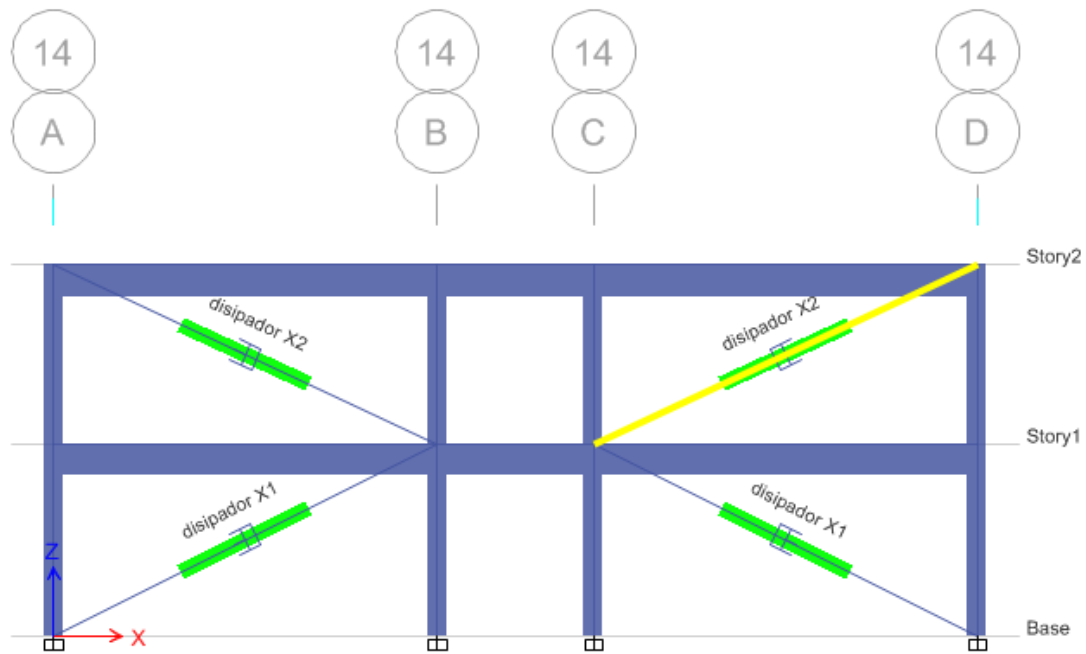 14 14 14 14
A B C D
Story2
disipador X2 disipador X2
Story1
disipador X1 disipador X1
Z
X
Base